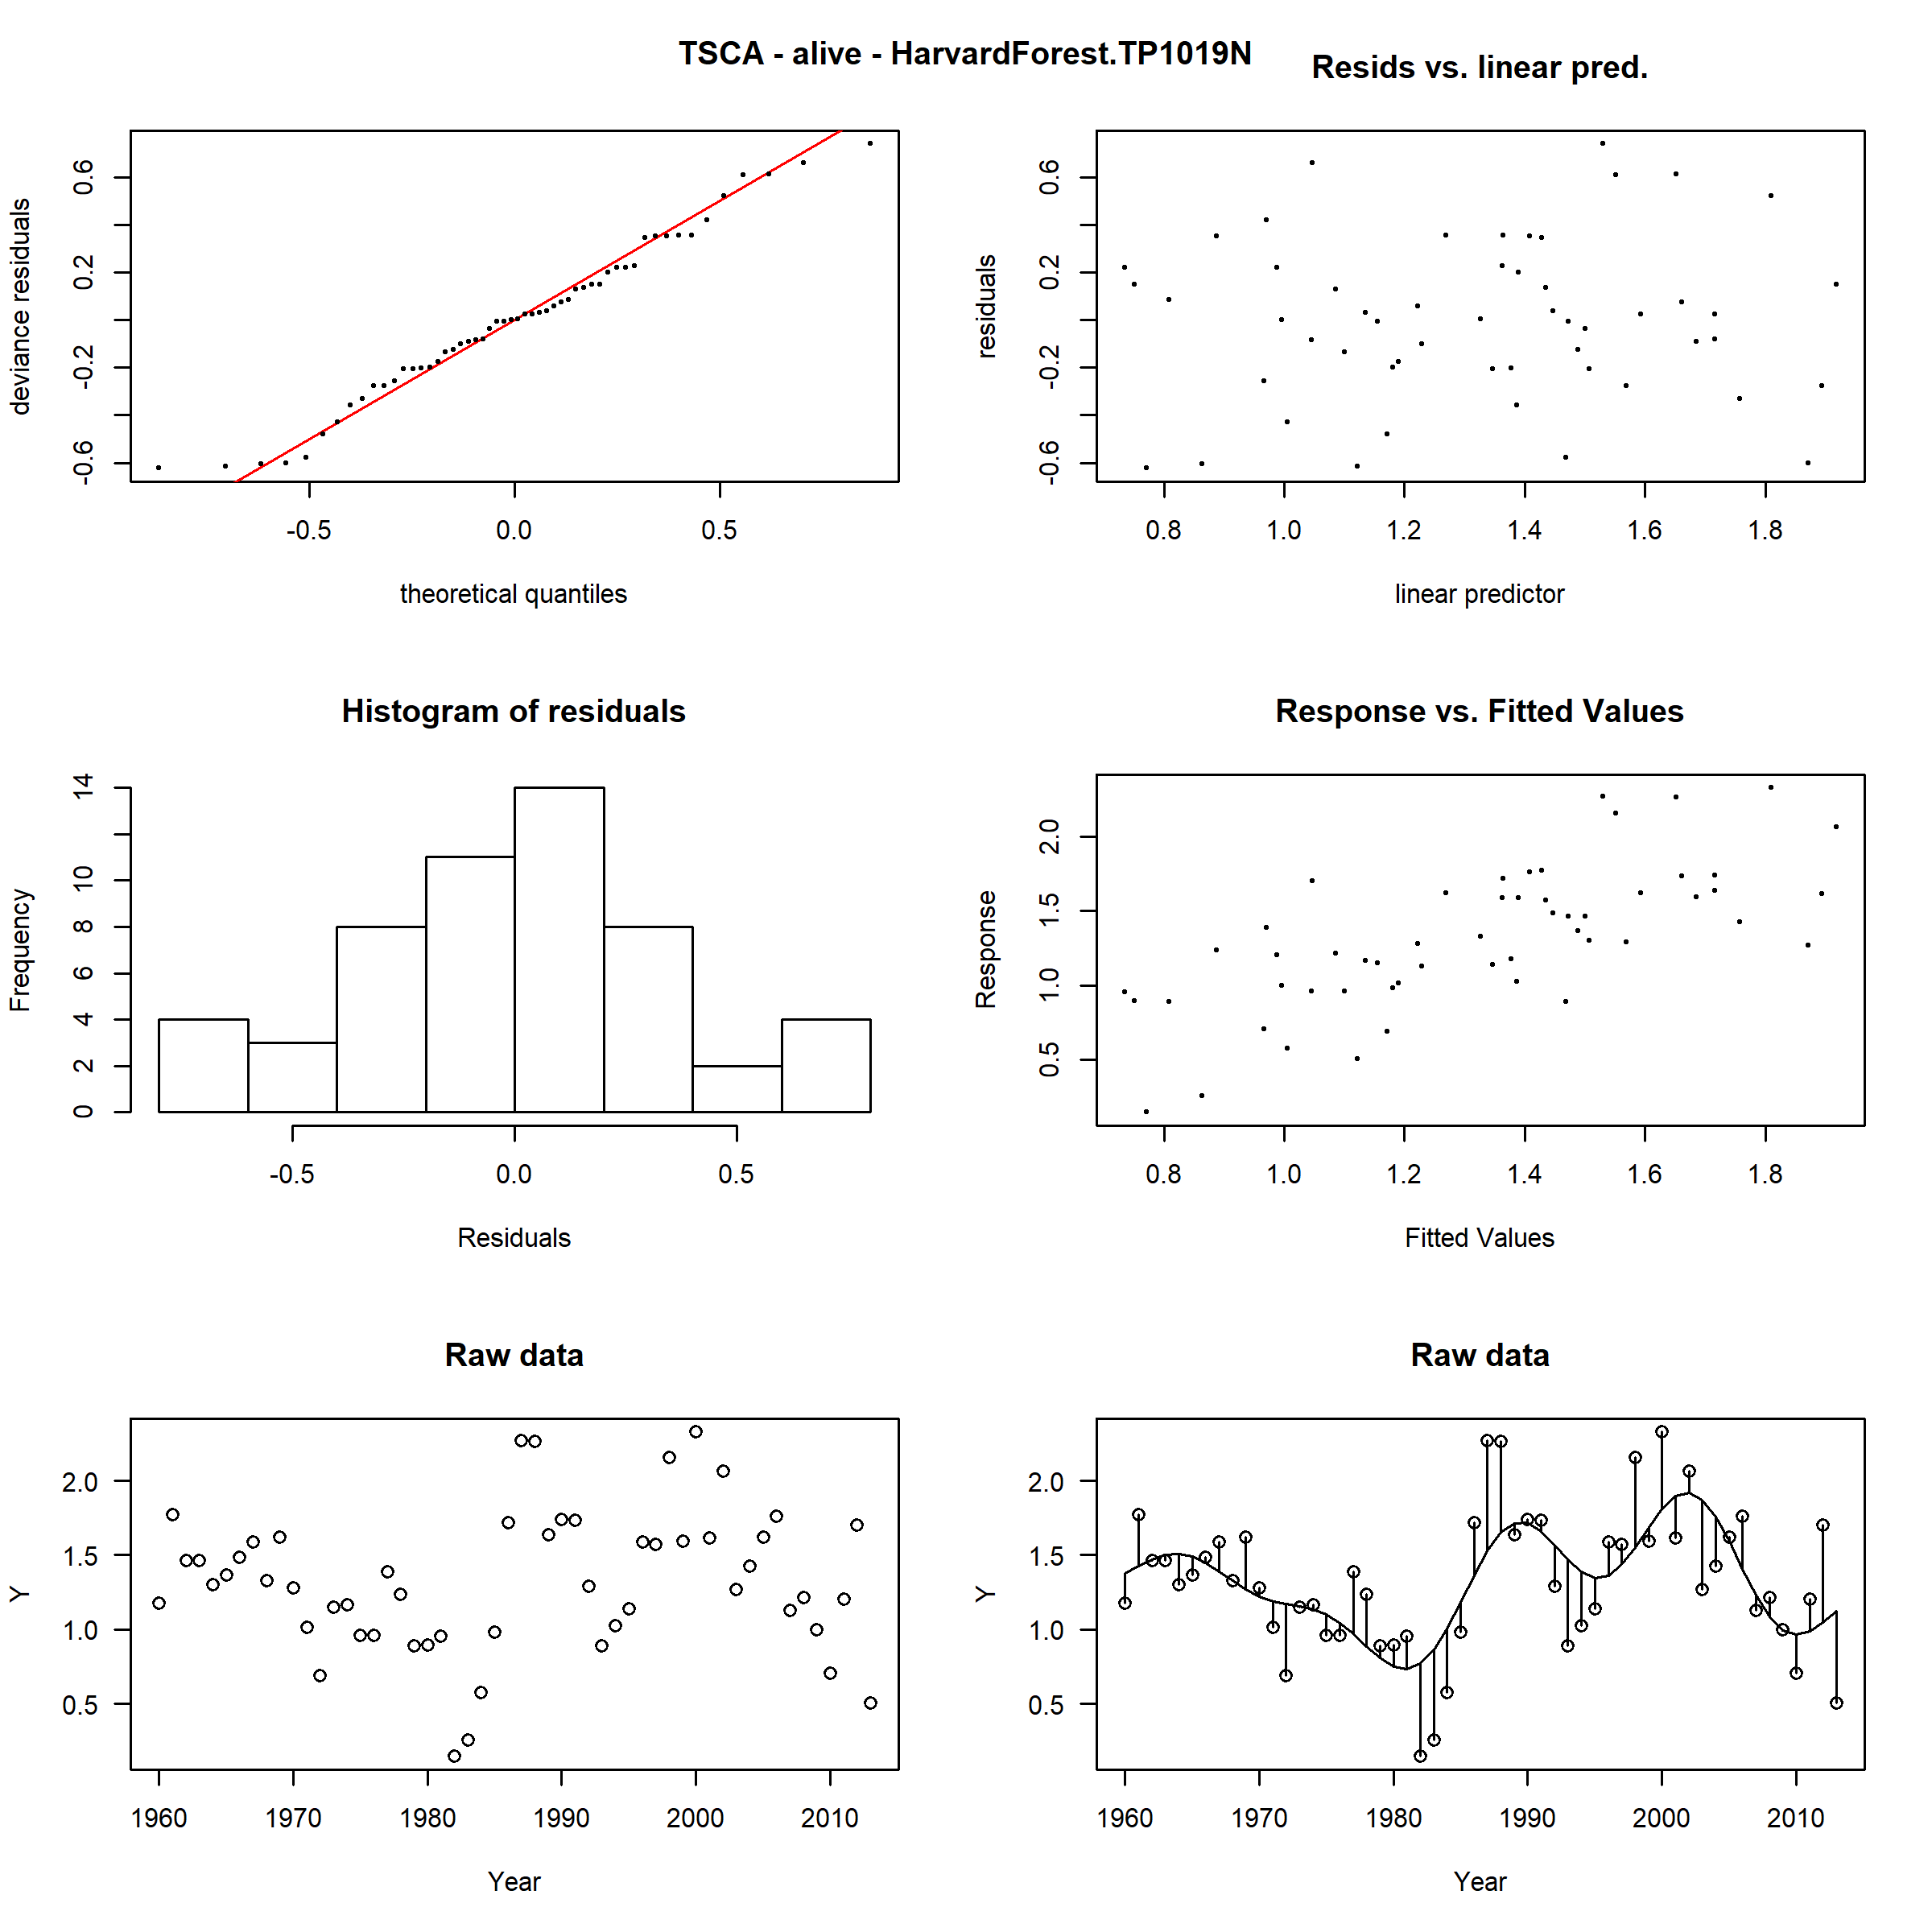 TSCA - alive - HarvardForest.TP1019N
Resids vs. linear pred.
deviance residuals
-0.6 -0.2 0.2 0.6
-0.5 0.0 0.5
theoretical quantiles
residuals
-0.6 -0.2 0.2 0.6
0.8 1.0 1.2 1.4 1.6 1.8
linear predictor
Histogram of residuals
Frequency
0 2 4 6 8 10 14
-0.5 0.0 0.5
Residuals
Response vs. Fitted Values
Response
0.5 1.0 1.5 2.0
0.8 1.0 1.2 1.4 1.6 1.8
Fitted Values
Raw data
Y
2.0
1.5
1.0
0.5
1960 1970 1980 1990 2000 2010
Year
Raw data
Y
2.0
1.5
1.0
0.5
1960 1970 1980 1990 2000 2010
Year